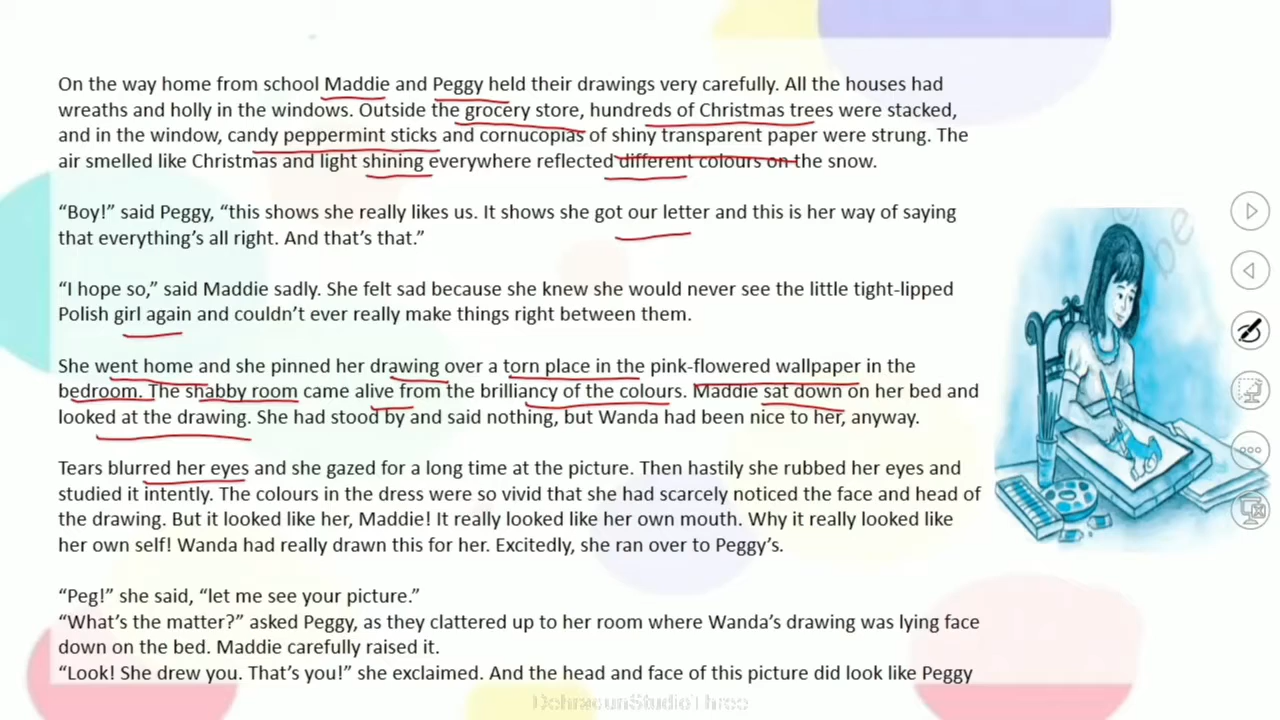 On the way home from school Maddie and Peggy held their drawings very carefully. All the houses had
wreaths and holly in the windows. Outside the grocery store, hundreds of Christmas trees were stacked,
and in the window, candy peppermint sticks and cornucopias of shiny transparent paper were strung. The
air smelled like Christmas and light shining everywhere reflected different colours on the snow.
“Boy!” said Peggy, “this shows she really likes us. It shows she got our letter and this is her way of saying
that everything’s all right. And that’s that.”
“I hope so,” said Maddie sadly. She felt sad because she knew she would never see the little tight-lipped
Polish girl again and couldn’t ever really make things right between them.
She went home and she pinned her drawing over a torn place in the pink-flowered wallpaper in the
bedroom. The shabby room came alive from the brilliancy of the colours. Maddie sat down on her bed and
looked at the drawing. She had stood by and said nothing, but Wanda had been nice to her, anyway.
Tears blurred her eyes and she gazed for a long time at the picture. Then hastily she rubbed her eyes and
studied it intently. The colours in the dress were so vivid that she had scarcely noticed the face and head of
the drawing. But it looked like her, Maddie! It really looked like her own mouth. Why it really looked like
her own self! Wanda had really drawn this for her. Excitedly, she ran over to Peggy’s.
“Peg!” she said, “let me see your picture.”
“What’s the matter?” asked Peggy, as they clattered up to her room where Wanda’s drawing was lying face
down on the bed. Maddie carefully raised it.
“Look! She drew you. That’s you!” she exclaimed. And the head and face of this picture did look like Peggy
DehradunStudieThree
be